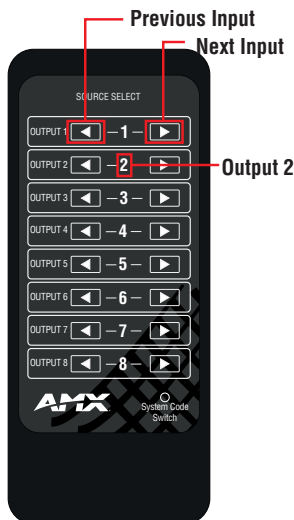 Previous Input
Next Input
SOURCE SELECT
OUTPUT 1 –1–
OUTPUT 2 –2–
Output 2
OUTPUT 3 –3–
OUTPUT 4 –4–
OUTPUT 5 –5–
OUTPUT 6 –6–
OUTPUT 7 –7–
OUTPUT 8 –8–
AMX
System Code
Switch